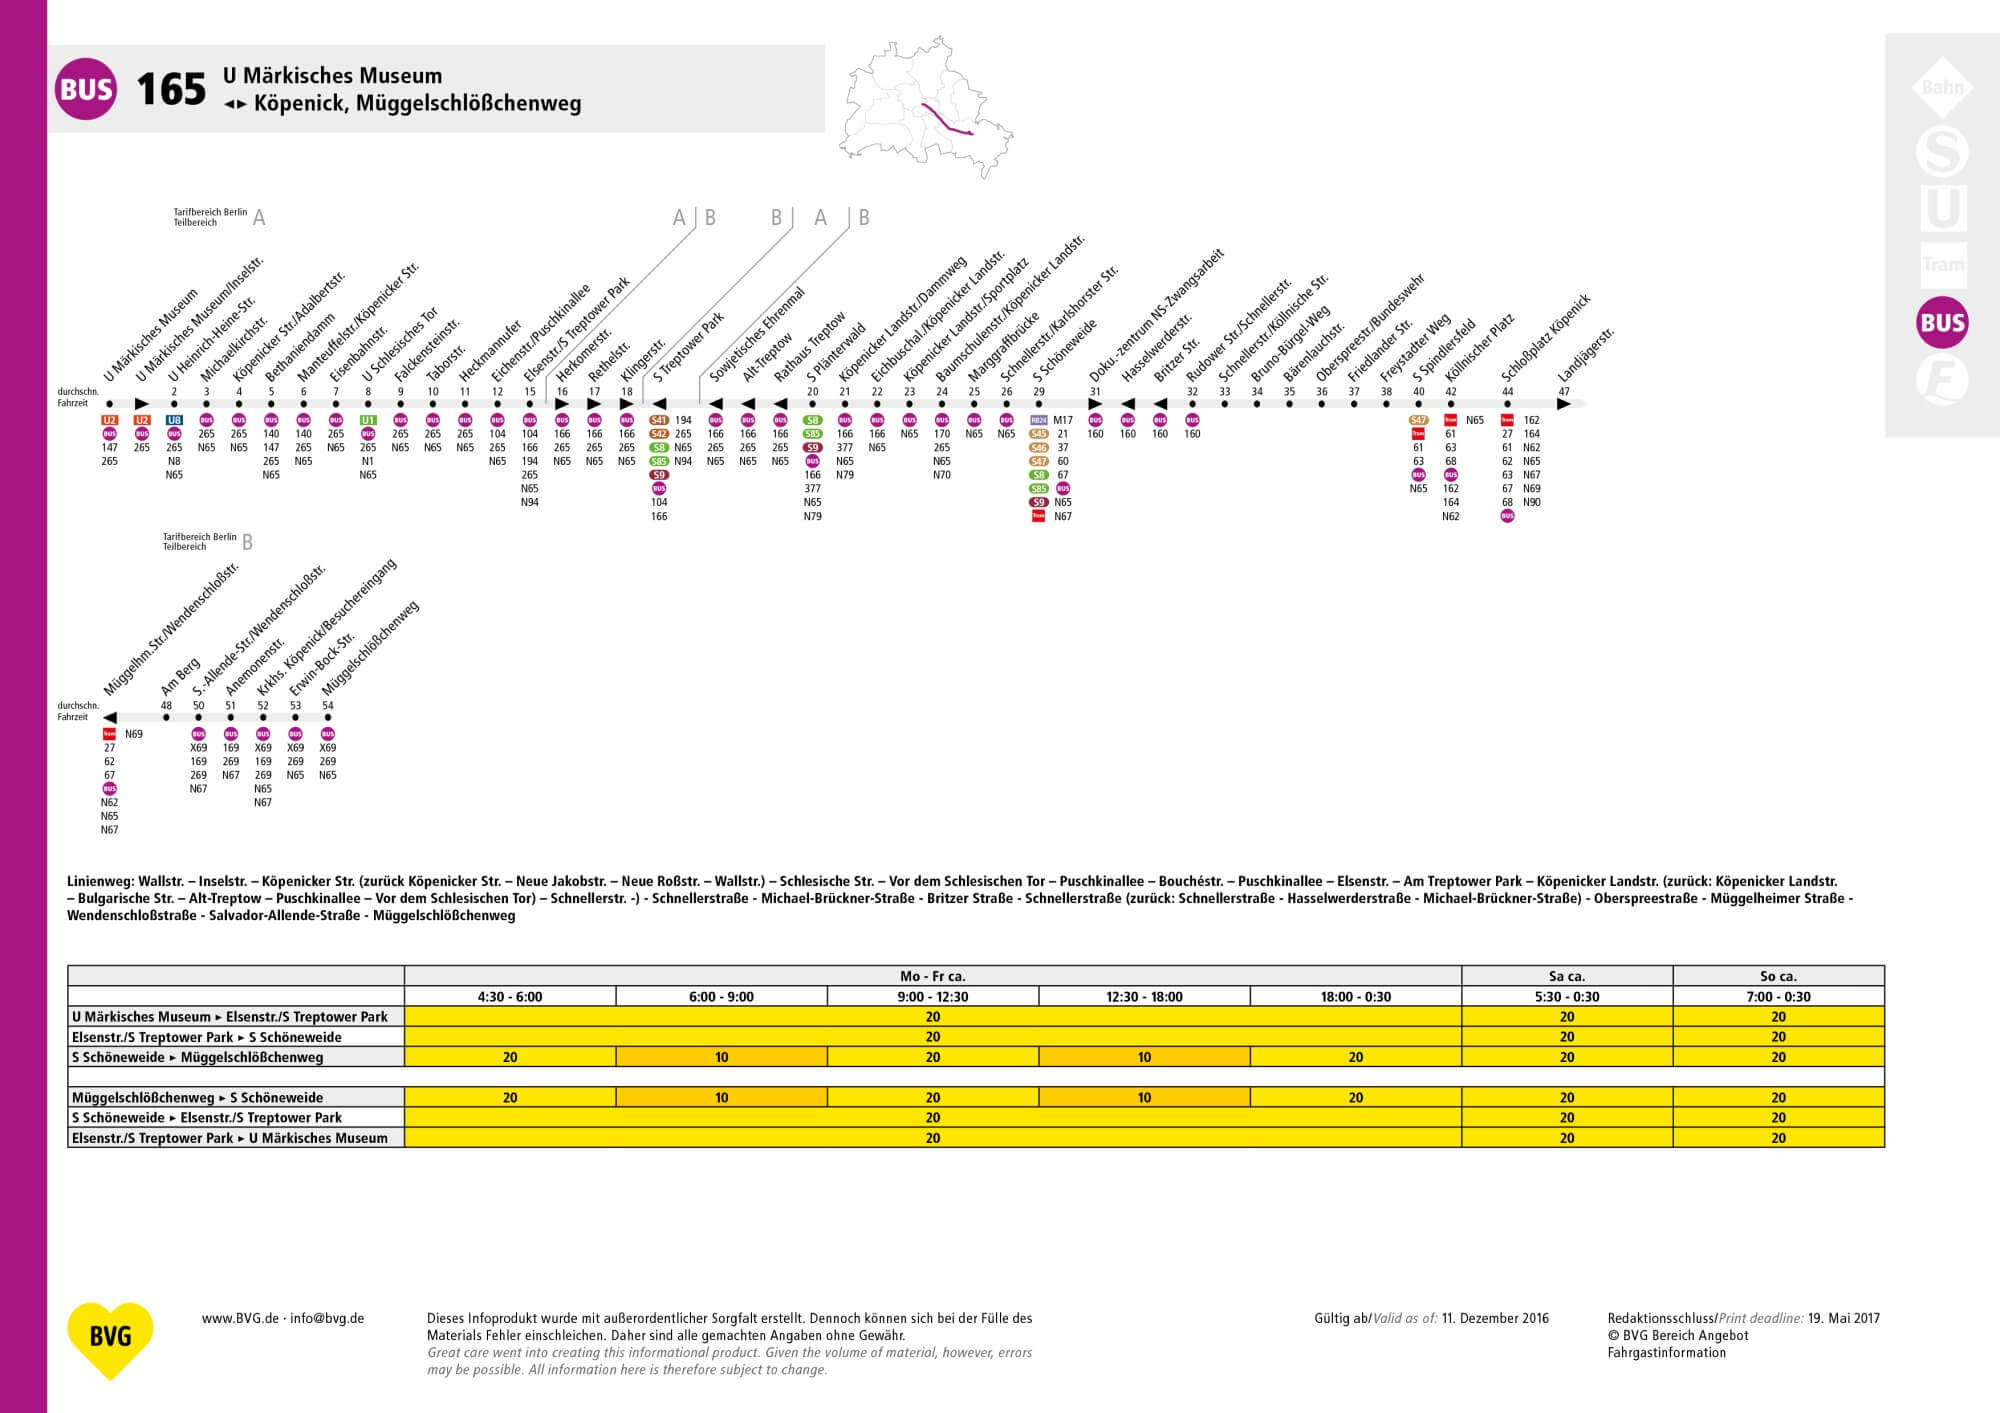 BUS 165 U Märkisches Museum
◄► Köpenick, Müggelschlößchenweg
Bahn
S
U
Tram
BUS
F
Tarifbereich Berlin
Teilbereich A
A | B
B | A | B
U Märkisches Museum
U Märkisches Museum/Inselstr.
U Heinrich-Heine-Str.
Michaelkirchstr.
Köpenicker Str./Adalbertstr.
Bethaniendamm
Manteuffelstr./Köpenicker Str.
Eisenbahnstr.
U Schlesisches Tor
Falckensteinstr.
Taborstr.
Heckmannufer
Eichenstr./Puschkinallee
Elsenstr./S Treptower Park
Herkomerstr.
Rethelstr.
Klingerstr.
S Treptower Park
Sowjetisches Ehrenmal
Alt-Treptow
Rathaus Treptow
S Plänterwald
Köpenicker Landstr./Dammweg
Eichbuschal./Köpenicker Landstr.
Köpenicker Landstr./Sportplatz
Baumschulenstr./Köpenicker Landstr.
Marggraffbrücke
Schnellerstr./Karlshorster Str.
S Schöneweide
Doku.-zentrum NS-Zwangsarbeit
Hasselwerderstr.
Britzer Str.
Rudower Str./Schnellerstr.
Schnellerstr./Köllnische Str.
Bruno-Bürgel-Weg
Bärenlauchstr.
Oberspreestr./Bundeswehr
Friedlander Str.
Freystadter Weg
S Spindlersfeld
Köllnischer Platz
Schloßplatz Köpenick
Landjägerstr.
durchschn. 2 3 4 5 6 7 8 9 10 11 12 15 16 17 18 20 21 22 23 24 25 26 29 31 32 33 34 35 36 37 38 40 42 44 47
Fahrzeit
U2 U2 U8 BUS BUS BUS BUS BUS U1 BUS BUS BUS BUS BUS BUS BUS BUS S41 194 BUS BUS BUS S8 BUS BUS BUS BUS BUS BUS RB24 M17 BUS BUS BUS BUS S47 Tram N65 Tram 162
BUS BUS BUS 265 265 140 140 265 BUS 265 265 265 104 104 166 166 166 S42 265 166 166 166 S85 166 166 N65 170 N65 N65 S45 21 160 160 160 160 Tram 61 27 164
147 265 265 N65 N65 147 265 N65 265 N65 N65 N65 265 166 265 265 265 S8 N65 265 265 265 S9 377 N65 265 S46 37 61 63 61 N62
265 N8 265 N65 N1 N65 194 N65 N65 N65 S85 N94 N65 N65 N65 BUS N65 N65 S47 60 63 68 62 N65
N65 N65 N65 265 S9 166 N79 N70 S8 67 BUS BUS 63 N67
N65 BUS 377 S85 BUS N65 162 67 N69
N94 104 N65 S9 N65 164 68 N90
166 N79 Tram N67 N62 BUS
Tarifbereich Berlin
Teilbereich B
Müggelhm.Str./Wendenschloßstr.
Am Berg
S.-Allende-Str./Wendenschloßstr.
Anemonenstr.
Krkhs. Köpenick/Besuchereingang
Erwin-Bock-Str.
Müggelschlößchenweg
durchschn. 48 50 51 52 53 54
Fahrzeit
Tram N69 BUS BUS BUS BUS BUS
27 X69 169 X69 X69 X69
62 169 269 169 269 269
67 269 N67 269 N65 N65
BUS N67 N65
N62 N67
N65
N67
Linienweg: Wallstr. – Inselstr. – Köpenicker Str. (zurück Köpenicker Str. – Neue Jakobstr. – Neue Roßstr. – Wallstr.) – Schlesische Str. – Vor dem Schlesischen Tor – Puschkinallee – Bouchéstr. – Puschkinallee – Elsenstr. – Am Treptower Park – Köpenicker Landstr. (zurück: Köpenicker Landstr.
– Bulgarische Str. – Alt-Treptow – Puschkinallee – Vor dem Schlesischen Tor) – Schnellerstr. -) - Schnellerstraße - Michael-Brückner-Straße - Britzer Straße - Schnellerstraße (zurück: Schnellerstraße - Hasselwerderstraße - Michael-Brückner-Straße) - Oberspreestraße - Müggelheimer Straße -
Wendenschloßstraße - Salvador-Allende-Straße - Müggelschlößchenweg
Mo - Fr ca. Sa ca. So ca.
4:30 - 6:00 6:00 - 9:00 9:00 - 12:30 12:30 - 18:00 18:00 - 0:30 5:30 - 0:30 7:00 - 0:30
U Märkisches Museum ► Elsenstr./S Treptower Park 20 20 20
Elsenstr./S Treptower Park ► S Schöneweide 20 20 20
S Schöneweide ► Müggelschlößchenweg 20 10 20 10 20 20 20
Müggelschlößchenweg ► S Schöneweide 20 10 20 10 20 20 20
S Schöneweide ► Elsenstr./S Treptower Park 20 20 20
Elsenstr./S Treptower Park ► U Märkisches Museum 20 20 20
BVG
www.BVG.de · info@bvg.de
Dieses Infoprodukt wurde mit außerordentlicher Sorgfalt erstellt. Dennoch können sich bei der Fülle des
Materials Fehler einschleichen. Daher sind alle gemachten Angaben ohne Gewähr.
Great care went into creating this informational product. Given the volume of material, however, errors
may be possible. All information here is therefore subject to change.
Gültig ab/Valid as of: 11. Dezember 2016
Redaktionsschluss/Print deadline: 19. Mai 2017
© BVG Bereich Angebot
Fahrgastinformation